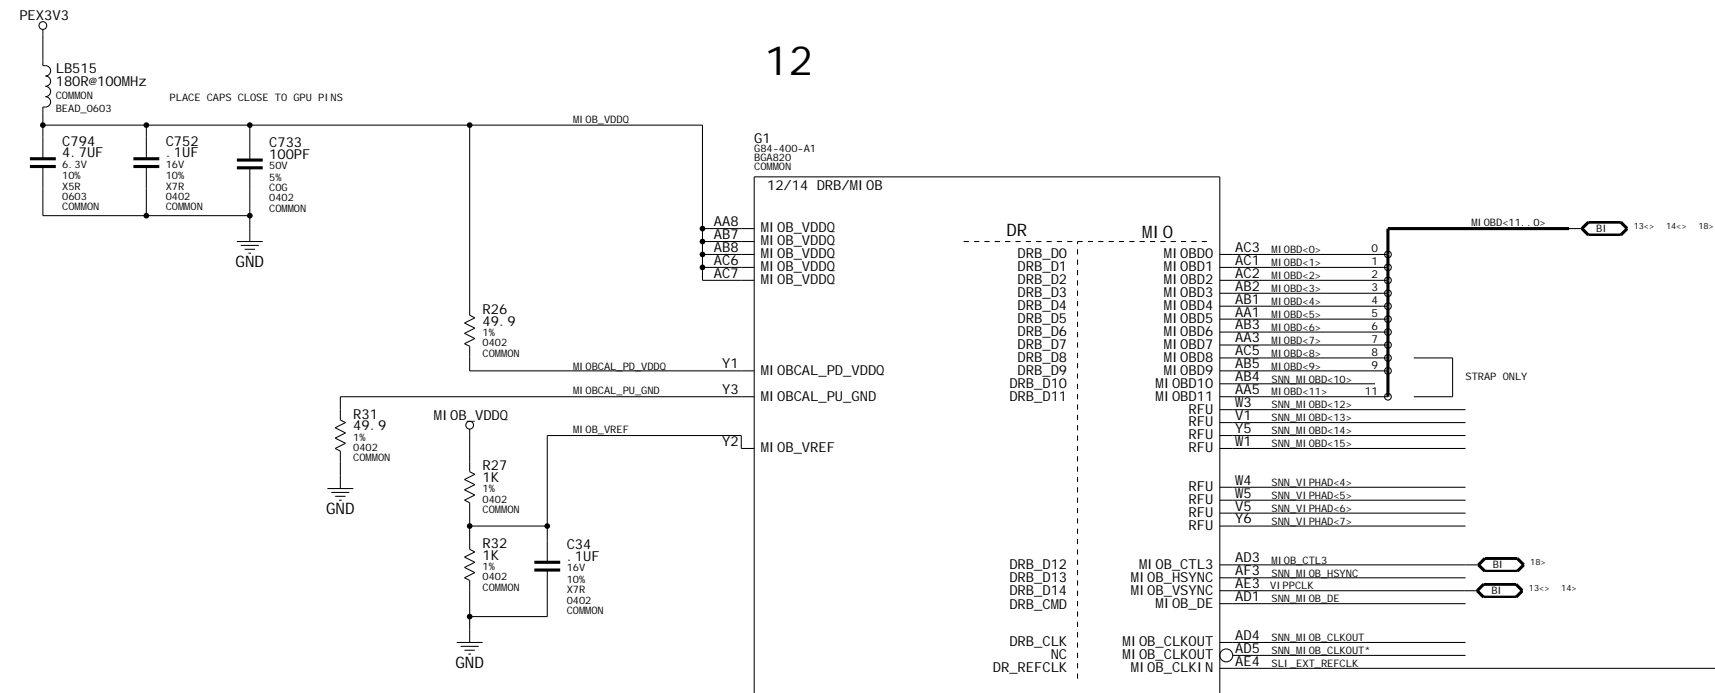 PEX3V3
12
LB515
180R@100MHz
COMMON
BEAD_0603
PLACE CAPS CLOSE TO GPU PINS
MIOB_VDDQ
C794
4.7UF
6.3V
10%
X5R
0603
COMMON
C752
.1UF
16V
10%
X7R
0402
COMMON
C733
100PF
50V
5%
COG
0402
COMMON
GND
G1
G84-400-A1
BGA820
COMMON
12/14 DRB/MIOB
DR MIO
AA8 MIOB_VDDQ
AB7 MIOB_VDDQ
AB8 MIOB_VDDQ
AC6 MIOB_VDDQ
AC7 MIOB_VDDQ
MIOBD<11..0> BI 13<> 14<> 18>
DRB_D0 MIOBD0 AC3 MIOBD<0> 0
DRB_D1 MIOBD1 AC1 MIOBD<1> 1
DRB_D2 MIOBD2 AC2 MIOBD<2> 2
DRB_D3 MIOBD3 AB2 MIOBD<3> 3
DRB_D4 MIOBD4 AB1 MIOBD<4> 4
DRB_D5 MIOBD5 AA1 MIOBD<5> 5
DRB_D6 MIOBD6 AB3 MIOBD<6> 6
DRB_D7 MIOBD7 AA3 MIOBD<7> 7
DRB_D8 MIOBD8 AC5 MIOBD<8> 8
DRB_D9 MIOBD9 AB5 MIOBD<9> 9
DRB_D10 MIOBD10 AB4 SNN_MIOBD<10>
DRB_D11 MIOBD11 AA5 MIOBD<11> 11
STRAP ONLY
RFU W3 SNN_MIOBD<12>
RFU V1 SNN_MIOBD<13>
RFU Y5 SNN_MIOBD<14>
RFU W1 SNN_MIOBD<15>
R26
49.9
1%
0402
COMMON
MIOBCAL_PD_VDDQ Y1 MIOBCAL_PD_VDDQ
MIOBCAL_PU_GND Y3 MIOBCAL_PU_GND
R31
49.9
1%
0402
COMMON
GND
MIOB_VDDQ
MIOB_VREF Y2 MIOB_VREF
R27
1K
1%
0402
COMMON
R32
1K
1%
0402
COMMON
C34
.1UF
16V
10%
X7R
0402
COMMON
GND
RFU W4 SNN_VIPHAD<4>
RFU W5 SNN_VIPHAD<5>
RFU V5 SNN_VIPHAD<6>
RFU Y6 SNN_VIPHAD<7>
DRB_D12 MIOB_CTL3 AD3 MIOB_CTL3 BI 18>
DRB_D13 MIOB_HSYNC AF3 SNN_MIOB_HSYNC
DRB_D14 MIOB_VSYNC AE3 VIPPCLK BI 13<> 14>
DRB_CMD MIOB_DE AD1 SNN_MIOB_DE
DRB_CLK MIOB_CLKOUT AD4 SNN_MIOB_CLKOUT
NC MIOB_CLKOUT AD5 SNN_MIOB_CLKOUT*
DR_REFCLK MIOB_CLKIN AE4 SLI_EXT_REFCLK